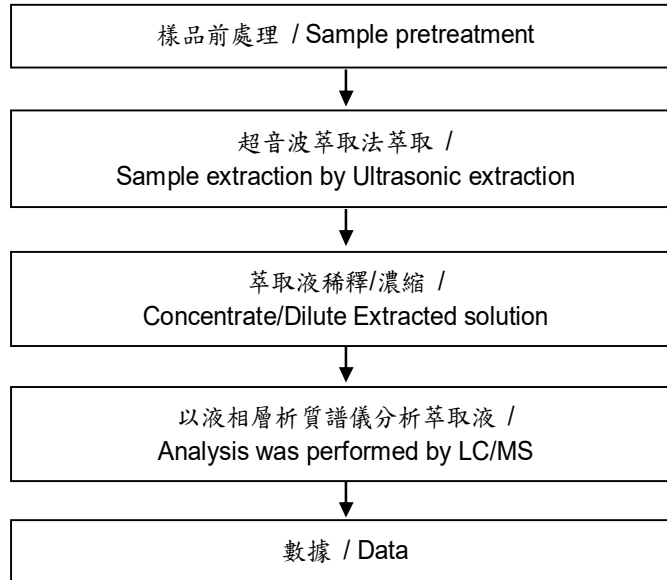 樣品前處理 / Sample pretreatment
超音波萃取法萃取 /
Sample extraction by Ultrasonic extraction
萃取液稀釋/濃縮 /
Concentrate/Dilute Extracted solution
以液相層析質譜儀分析萃取液 /
Analysis was performed by LC/MS
數據 / Data